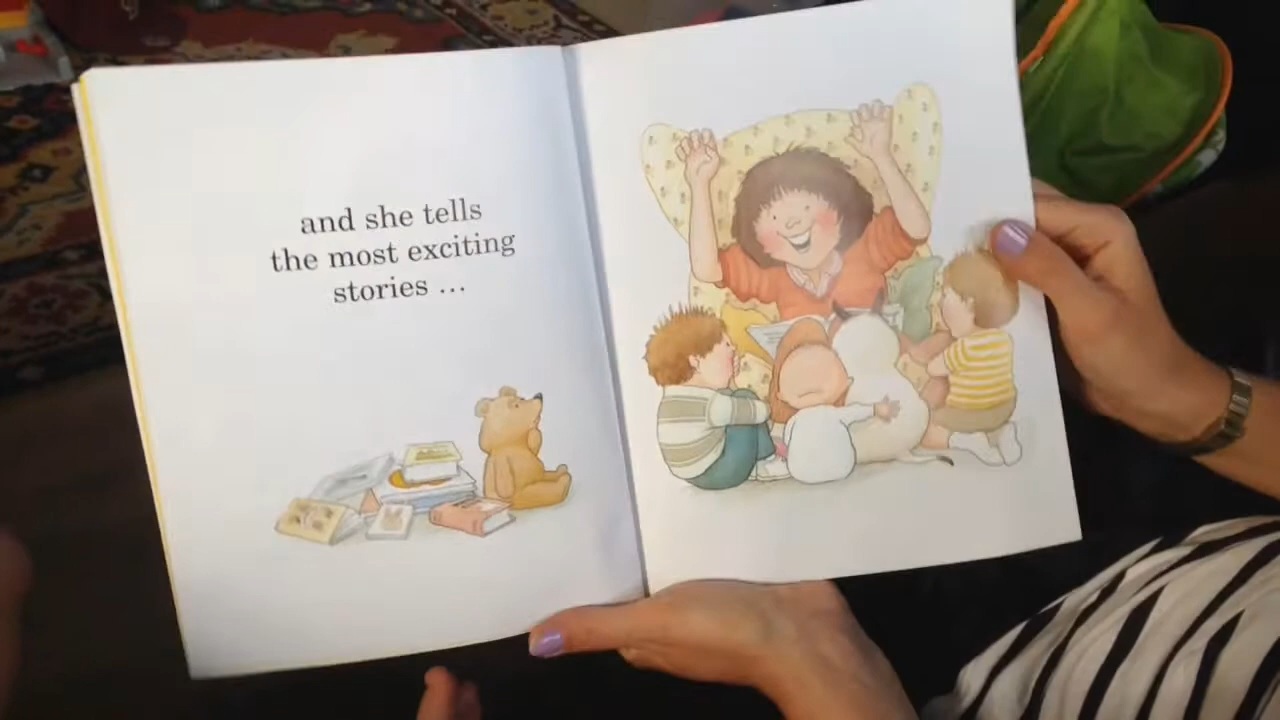 and she tells
the most exciting
stories ...